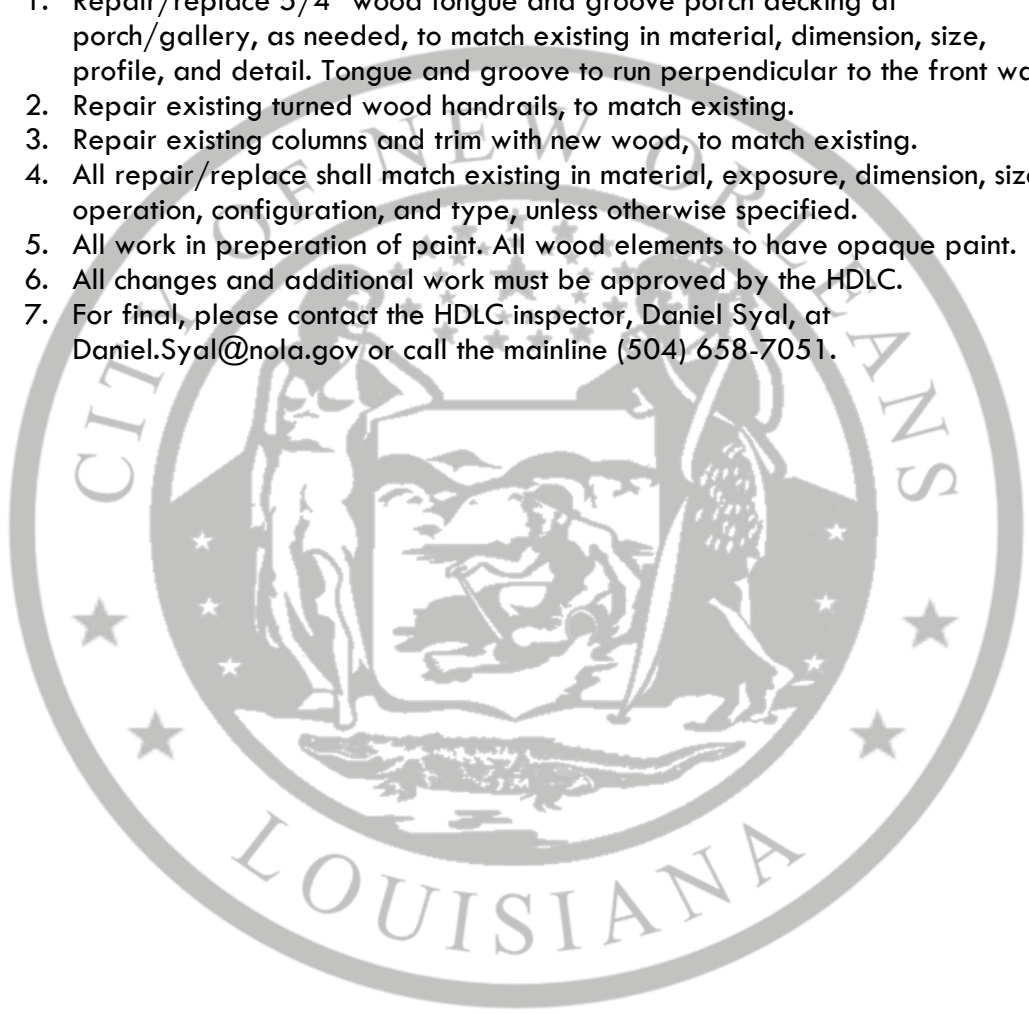 1. Repair/replace 5/4" wood tongue and groove porch decking at
porch/gallery, as needed, to match existing in material, dimension, size,
profile, and detail. Tongue and groove to run perpendicular to the front
2. Repair existing turned wood handrails, to match existing.
3. Repair existing columns and trim with new wood, to match existing.
4. All repair/replace shall match existing in material, exposure, dimension,
operation, configuration, and type, unless otherwise specified.
5. All work in preperation of paint. All wood elements to have opaque paint.
6. All changes and additional work must be approved by the HDLC.
7. For final, please contact the HDLC inspector, Daniel Syal, at
Daniel.Syal@nola.gov or call the mainline (504) 658-7051.
CITY OF NEW ORLEANS
LOUISIANA